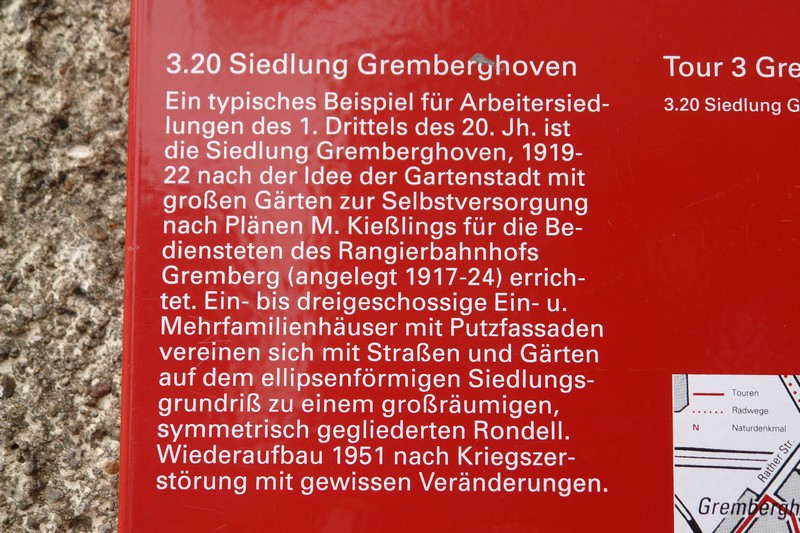 3.20 Siedlung Gremberghoven
Ein typisches Beispiel für Arbeitersied-
lungen des 1. Drittels des 20. Jh. ist
die Siedlung Gremberghoven, 1919-
22 nach der Idee der Gartenstadt mit
großen Gärten zur Selbstversorgung
nach Plänen M. Kießlings für die Be-
diensteten des Rangierbahnhofs
Gremberg (angelegt 1917-24) errich-
tet. Ein- bis dreigeschossige Ein- u.
Mehrfamilienhäuser mit Putzfassaden
vereinen sich mit Straßen und Gärten
auf dem ellipsenförmigen Siedlungs-
grundriß zu einem großräumigen,
symmetrisch gegliederten Rondell.
Wiederaufbau 1951 nach Kriegszer-
störung mit gewissen Veränderungen.
Tour 3 Gre
3.20 Siedlung G
Touren
Radwege
N Naturdenkmal
Rather Str.
Grembergh